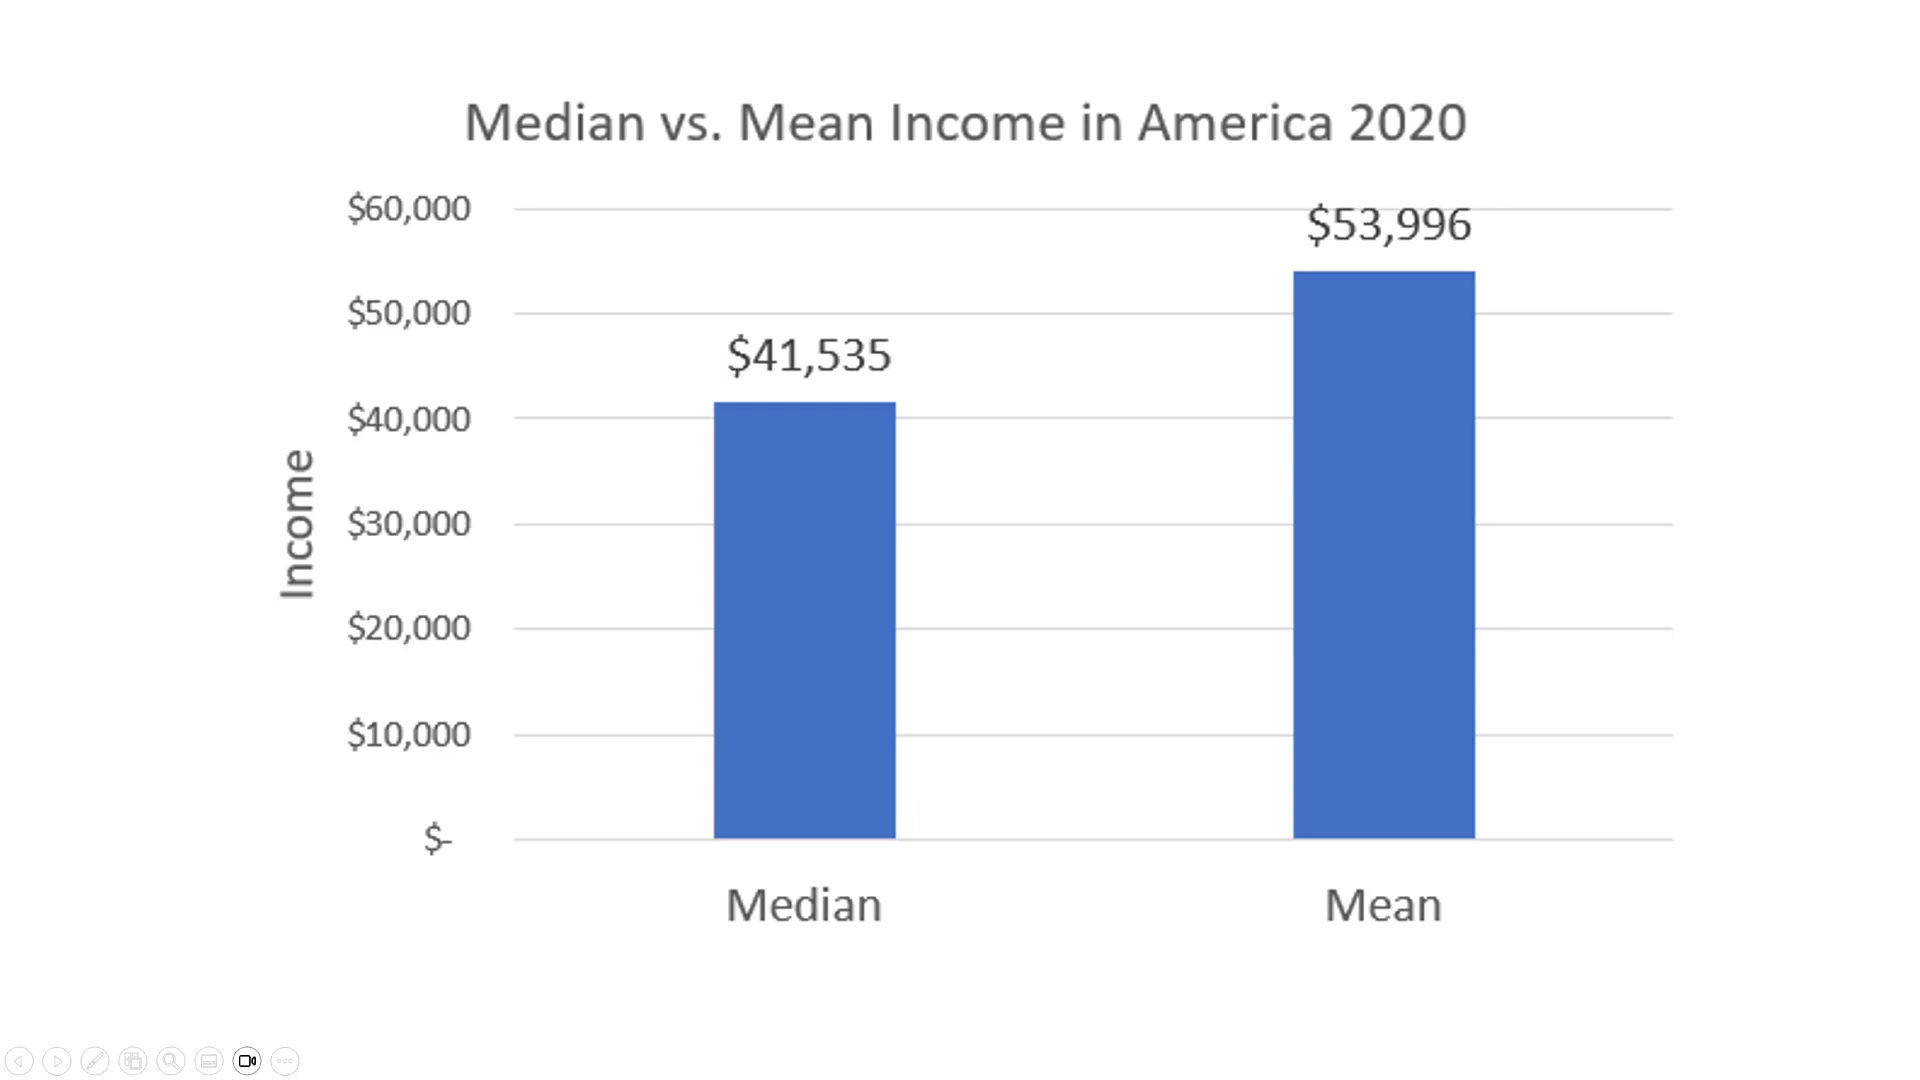 Median vs. Mean Income in America 2020
$60,000
$53,996
$50,000
$41,535
$40,000
Income
$30,000
$20,000
$10,000
$-
Median
Mean